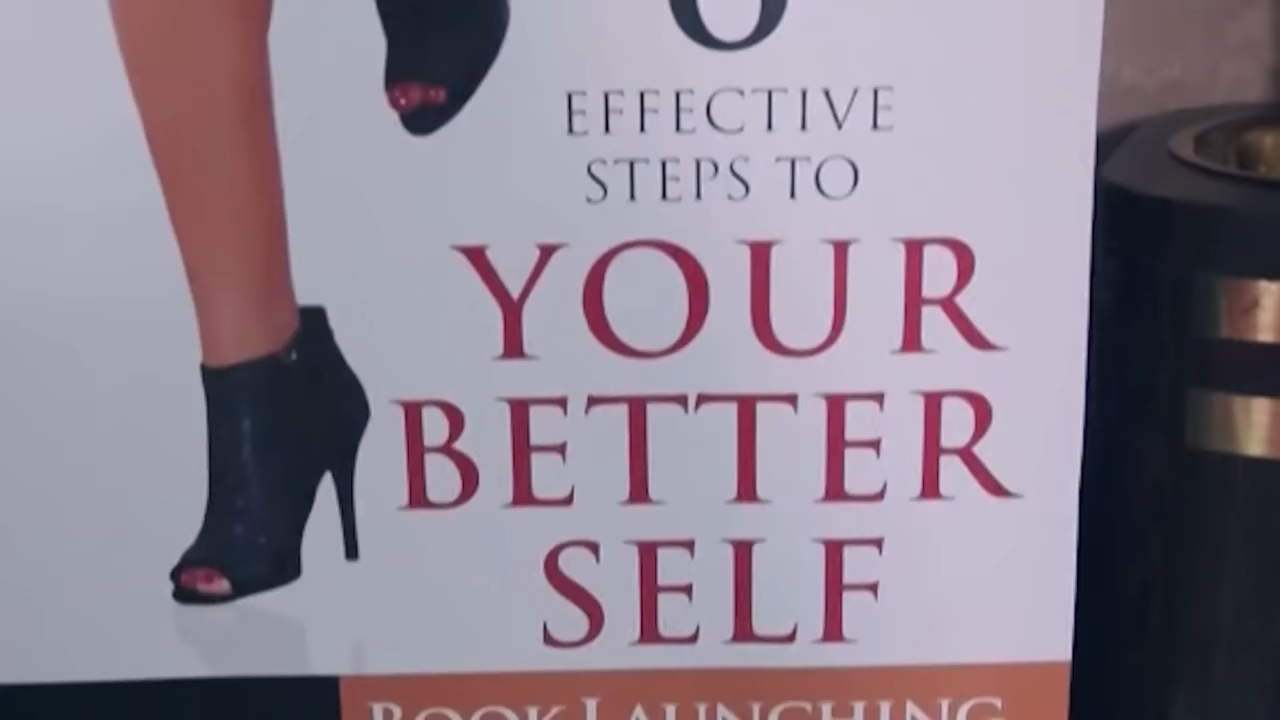 EFFECTIVE
STEPS TO
YOUR
BETTER
SELF
BOOK LAUNCHING